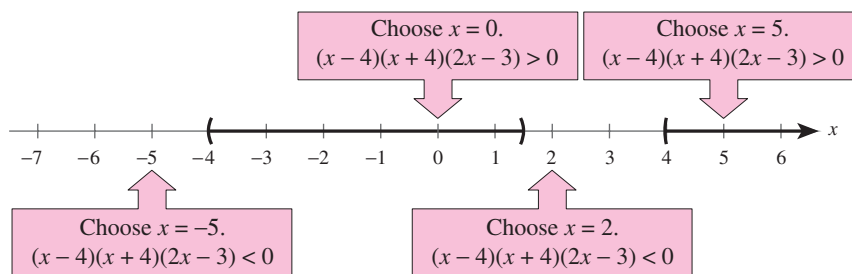 Choose x = 0.
(x − 4)(x + 4)(2x − 3) > 0
Choose x = 5.
(x − 4)(x + 4)(2x − 3) > 0
x
−7 −6 −5 −4 −3 −2 −1 0 1 2 3 4 5 6
Choose x = −5.
(x − 4)(x + 4)(2x − 3) < 0
Choose x = 2.
(x − 4)(x + 4)(2x − 3) < 0